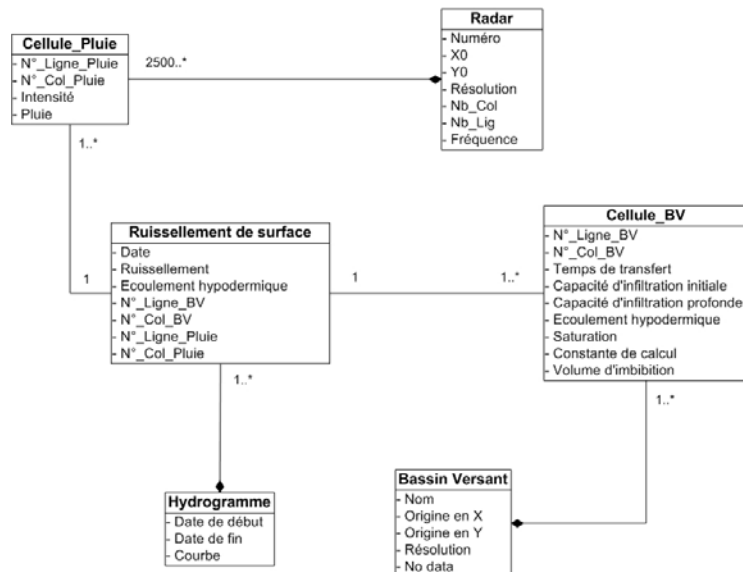 Radar
- Numéro
- X0
- Y0
- Résolution
- Nb_Col
- Nb_Lig
- Fréquence
Cellule_Pluie
- N°_Ligne_Pluie
- N°_Col_Pluie
- Intensité
- Pluie
2500..*
1..*
1
Ruissellement de surface
- Date
- Ruissellement
- Ecoulement hypodermique
- N°_Ligne_BV
- N°_Col_BV
- N°_Ligne_Pluie
- N°_Col_Pluie
1
1..*
Cellule_BV
- N°_Ligne_BV
- N°_Col_BV
- Temps de transfert
- Capacité d'infiltration initiale
- Capacité d'infiltration profonde
- Ecoulement hypodermique
- Saturation
- Constante de calcul
- Volume d'imbibition
1..*
1..*
Hydrogramme
- Date de début
- Date de fin
- Courbe
Bassin Versant
- Nom
- Origine en X
- Origine en Y
- Résolution
- No data